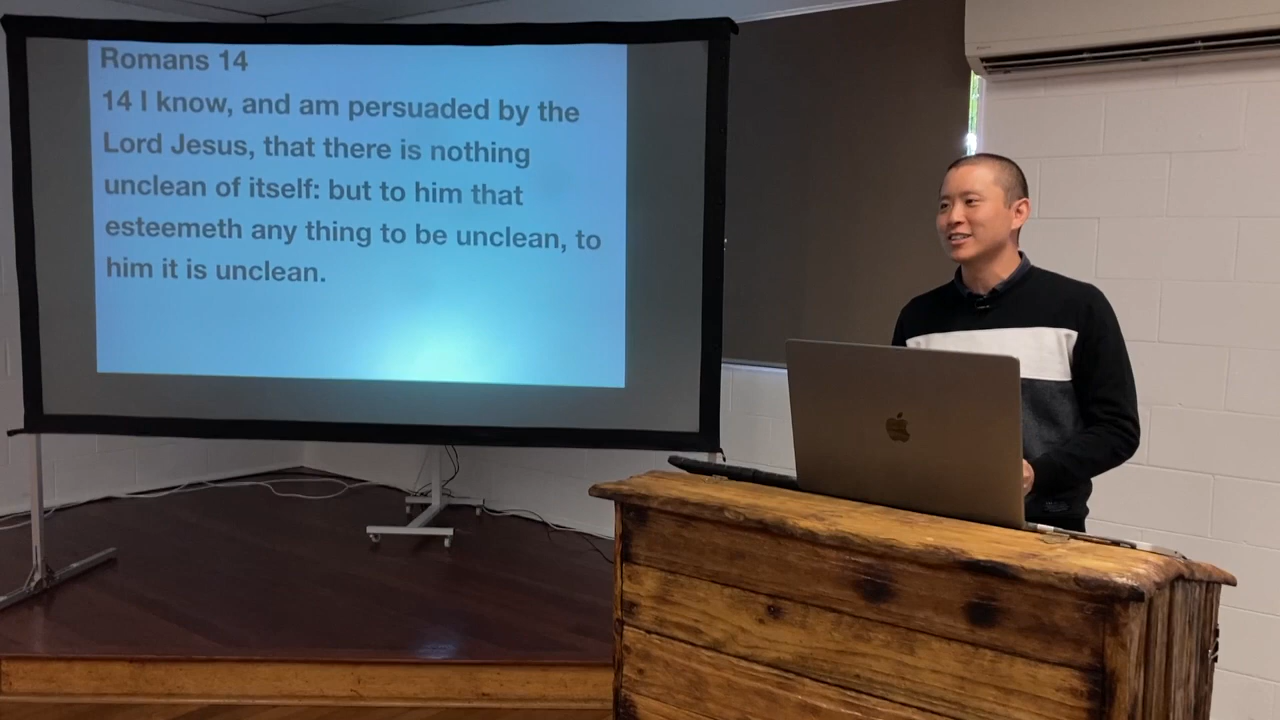 Romans 14
14 I know, and am persuaded by the
Lord Jesus, that there is nothing
unclean of itself: but to him that
esteemeth any thing to be unclean, to
him it is unclean.